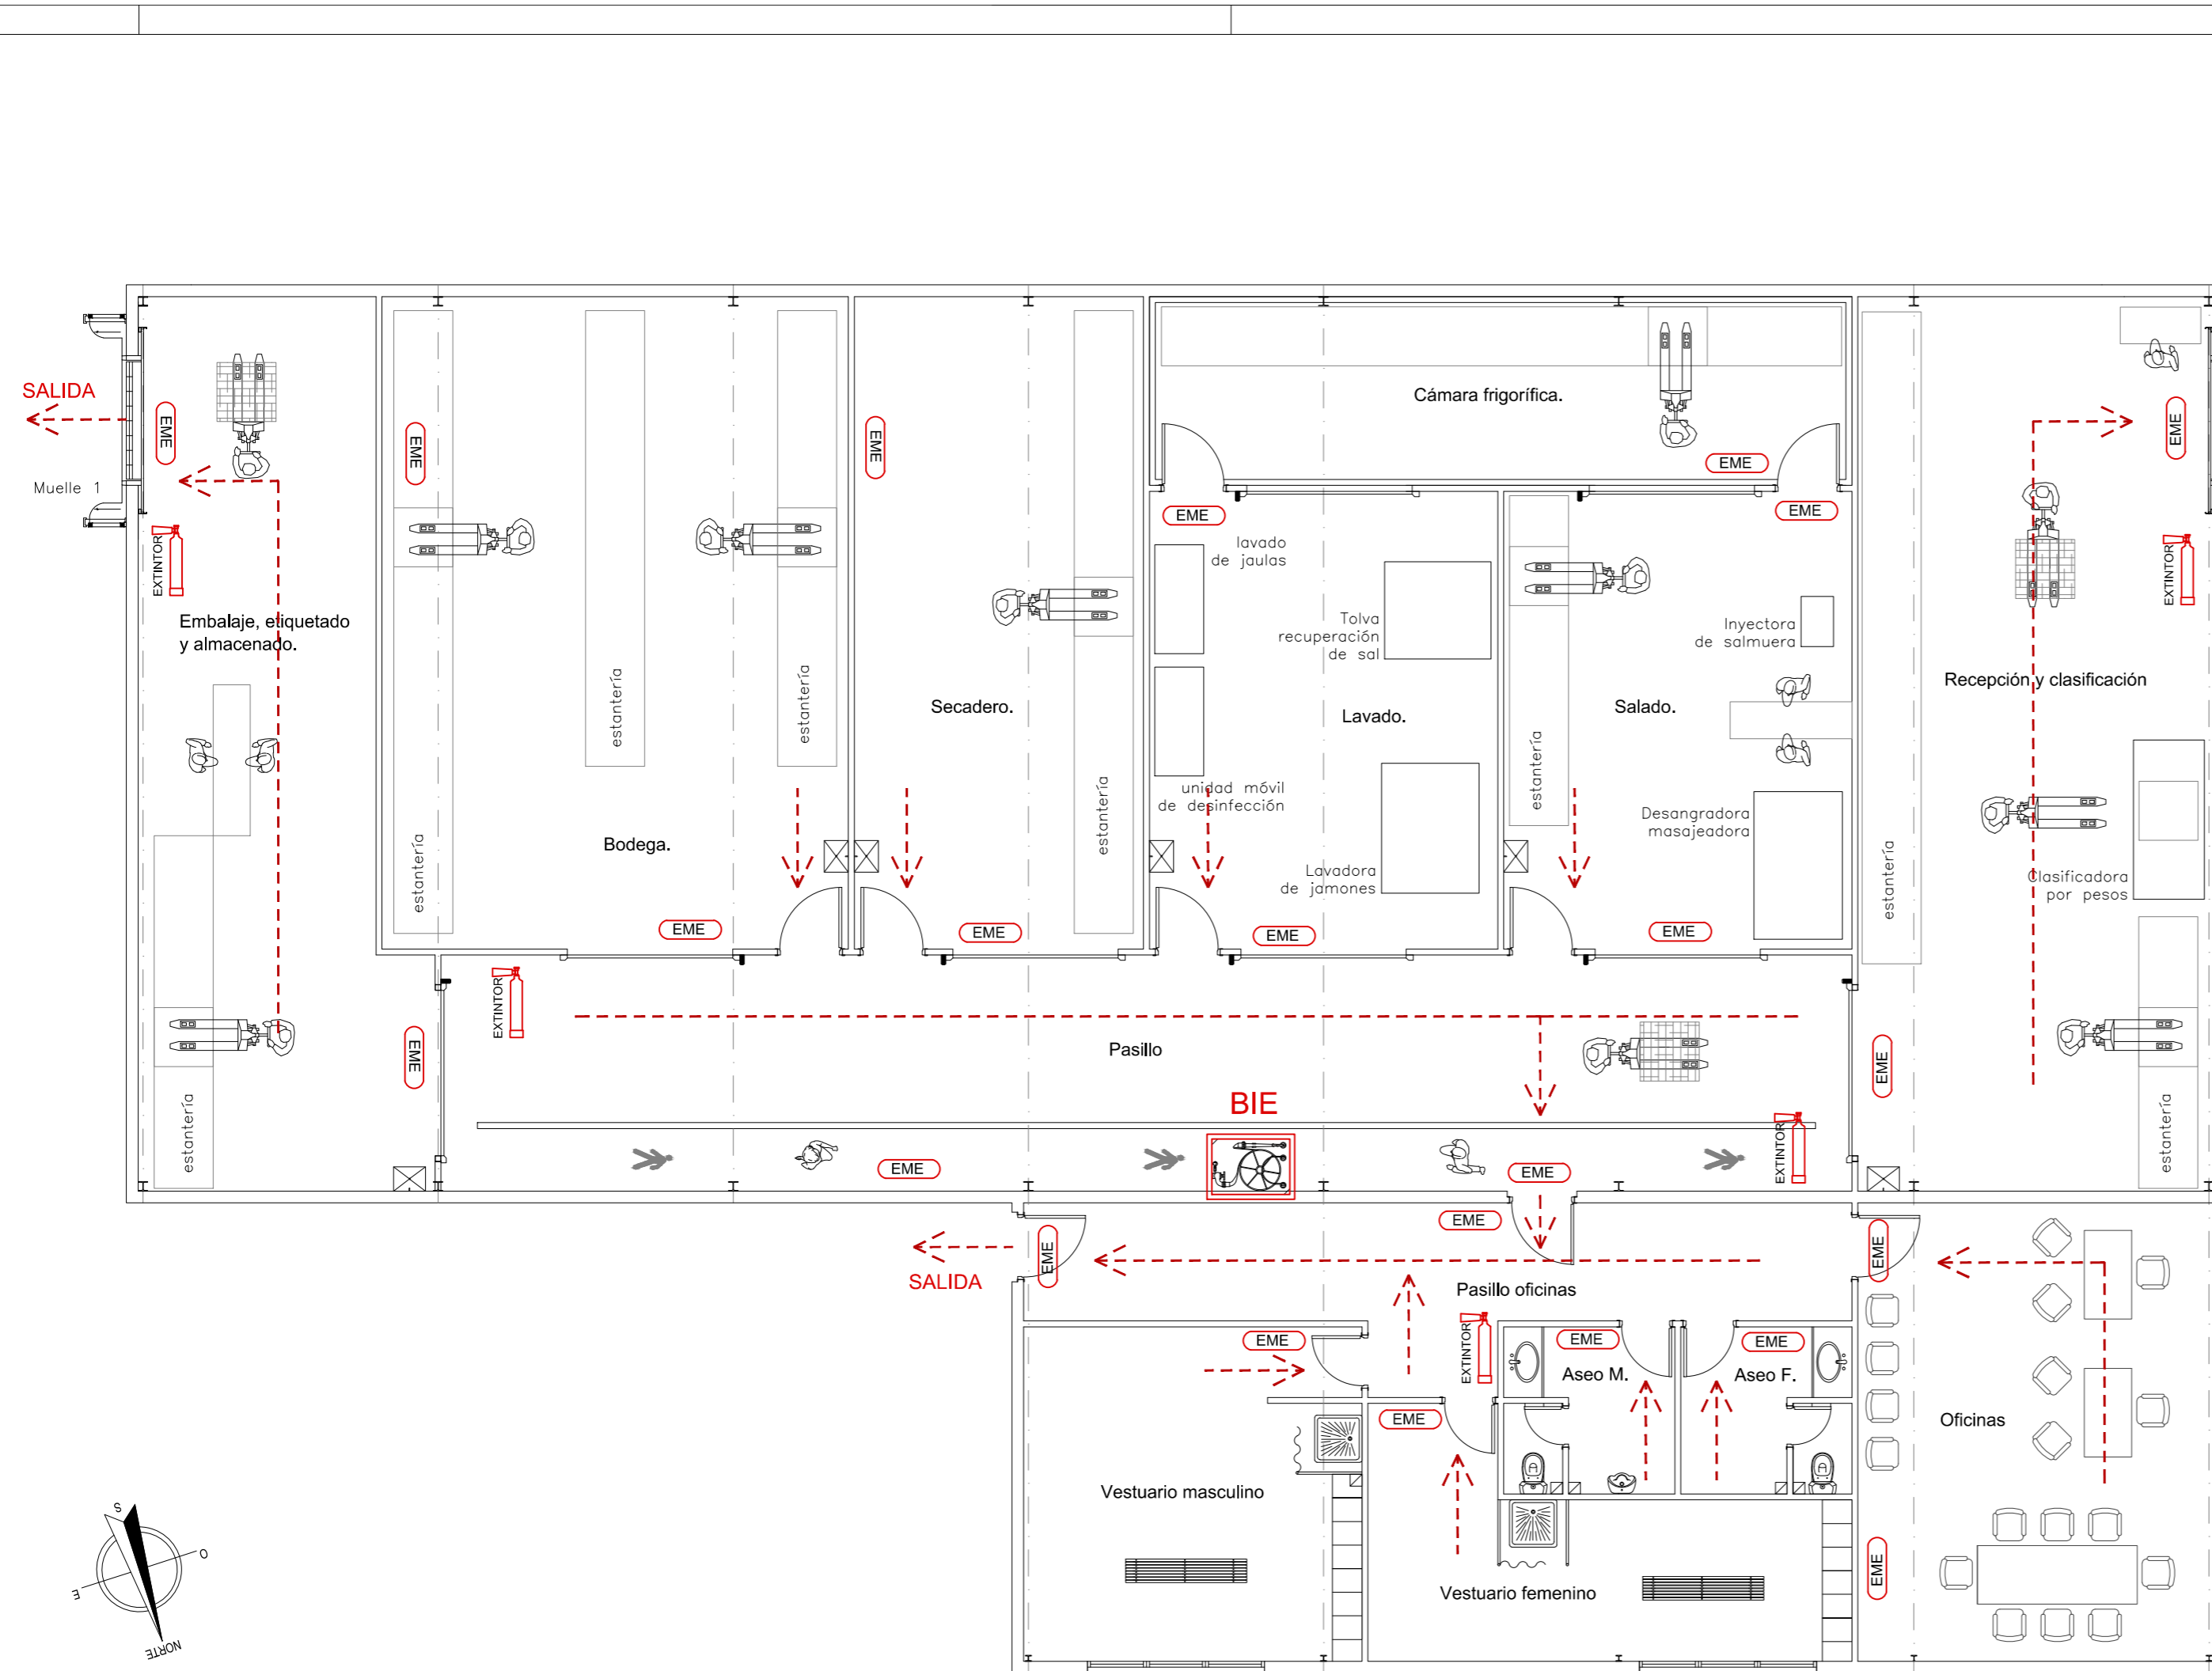 SALIDA
Muelle 1
EME
EXTINTOR
Embalaje, etiquetado
y almacenado.
estantería
EME
EME
estantería
estantería
estantería
Bodega.
EME
EME
Secadero.
estantería
EME
Cámara frigorífica.
EME
EME
lavado
de jaulas
Tolva
recuperación
de sal
Lavado.
unidad móvil
de desinfección
Lavadora
de jamones
EME
EME
Inyectora
de salmuera
Salado.
estantería
Desangradora
masajeadora
EME
EME
EXTINTOR
Recepción y clasificación
estantería
Clasificadora
por pesos
EME
estantería
EXTINTOR
Pasillo
BIE
EME
EME
EXTINTOR
SALIDA
EME
EME
EME
Pasillo oficinas
EXTINTOR
EME
EME
EME
Aseo M.
Aseo F.
EME
Oficinas
Vestuario masculino
Vestuario femenino
EME
S
O
E
NORTE